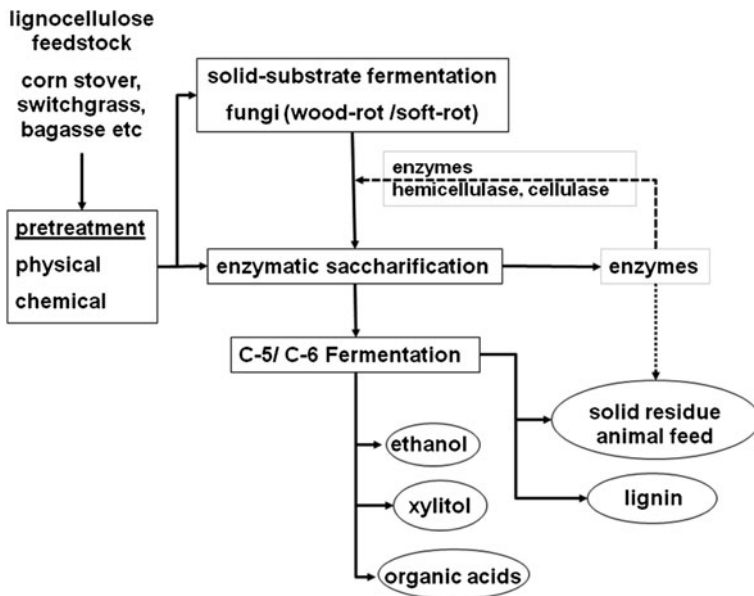 lignocellulose
feedstock
corn stover,
switchgrass,
bagasse etc
solid-substrate fermentation
fungi (wood-rot /soft-rot)
enzymes
hemicellulase, cellulase
pretreatment
physical
chemical
enzymatic saccharification
enzymes
C-5/ C-6 Fermentation
solid residue
animal feed
ethanol
lignin
xylitol
organic acids